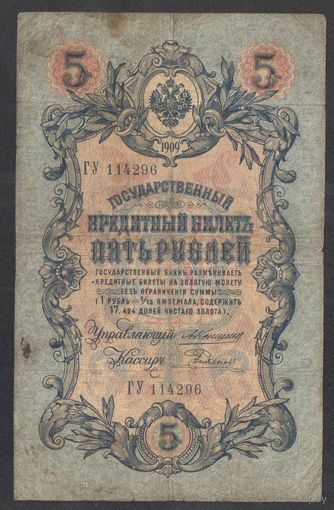 5 5
1909
ГУ 114296
ГОСУДАРСТВЕННЫЙ
КРЕДИТНЫЙ БИЛЕТЪ
ПЯТЬ РУБЛЕЙ
ГОСУДАРСТВЕННЫЙ БАНКЪ РАЗМѢНИВАЕТЪ
КРЕДИТНЫЕ БИЛЕТЫ НА ЗОЛОТУЮ МОНЕТУ
БЕЗЪ ОГРАНИЧЕНІЯ СУММЫ
(1 РУБЛЬ = 1/15 ИМПЕРІАЛА, СОДЕРЖИТЪ
17,424 ДОЛЕЙ ЧИСТАГО ЗОЛОТА).
Управляющій
Кассиръ
ГУ 114296
5